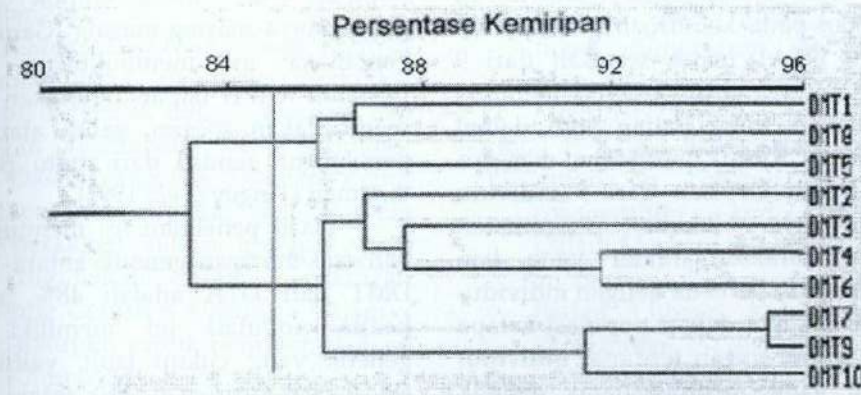 Persentase Kemiripan
80 84 88 92 96
DMT1
DMT8
DMT5
DMT2
DMT3
DMT4
DMT6
DMT7
DMT9
DMT10